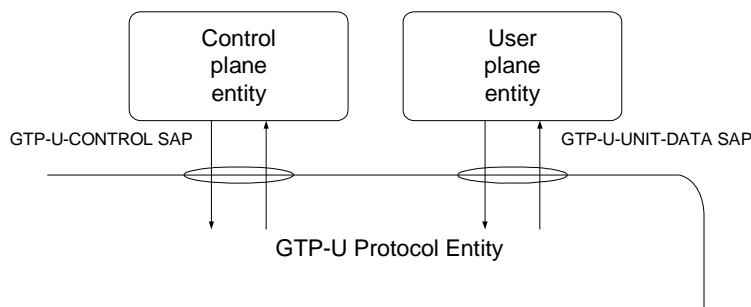 Control
plane
entity
User
plane
entity
GTP-U-CONTROL SAP
GTP-U-UNIT-DATA SAP
GTP-U Protocol Entity